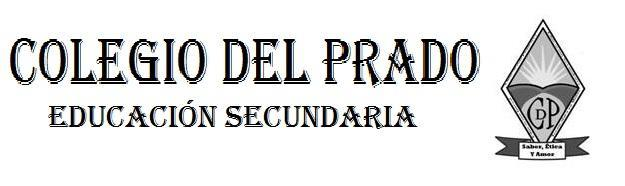 COLEGIO DEL PRADO
EDUCACIÓN SECUNDARIA
CDP
Saber, Ética
Y Amor